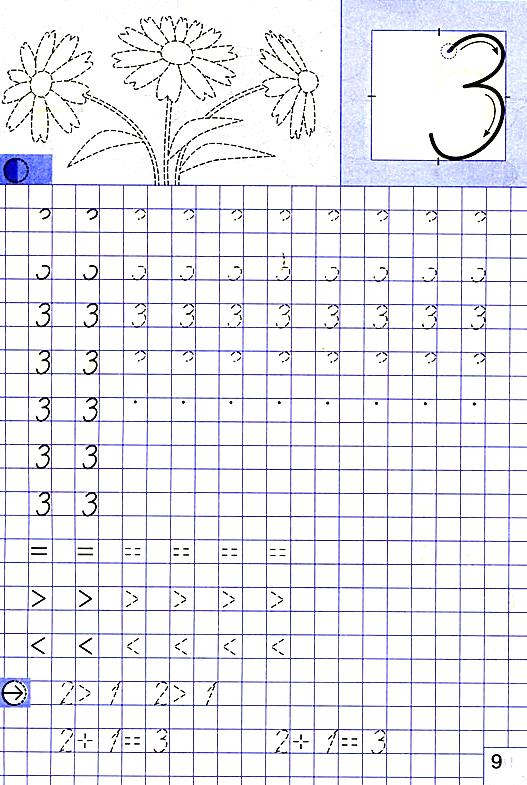 3
3 3 3 3 3 3 3 3 3 3
3 3
3 3
3 3
3 3
= = = = = =
> > > > > >
< < < < < <
2 > 1 2 > 1
2 + 1 = 3 2 + 1 = 3
9